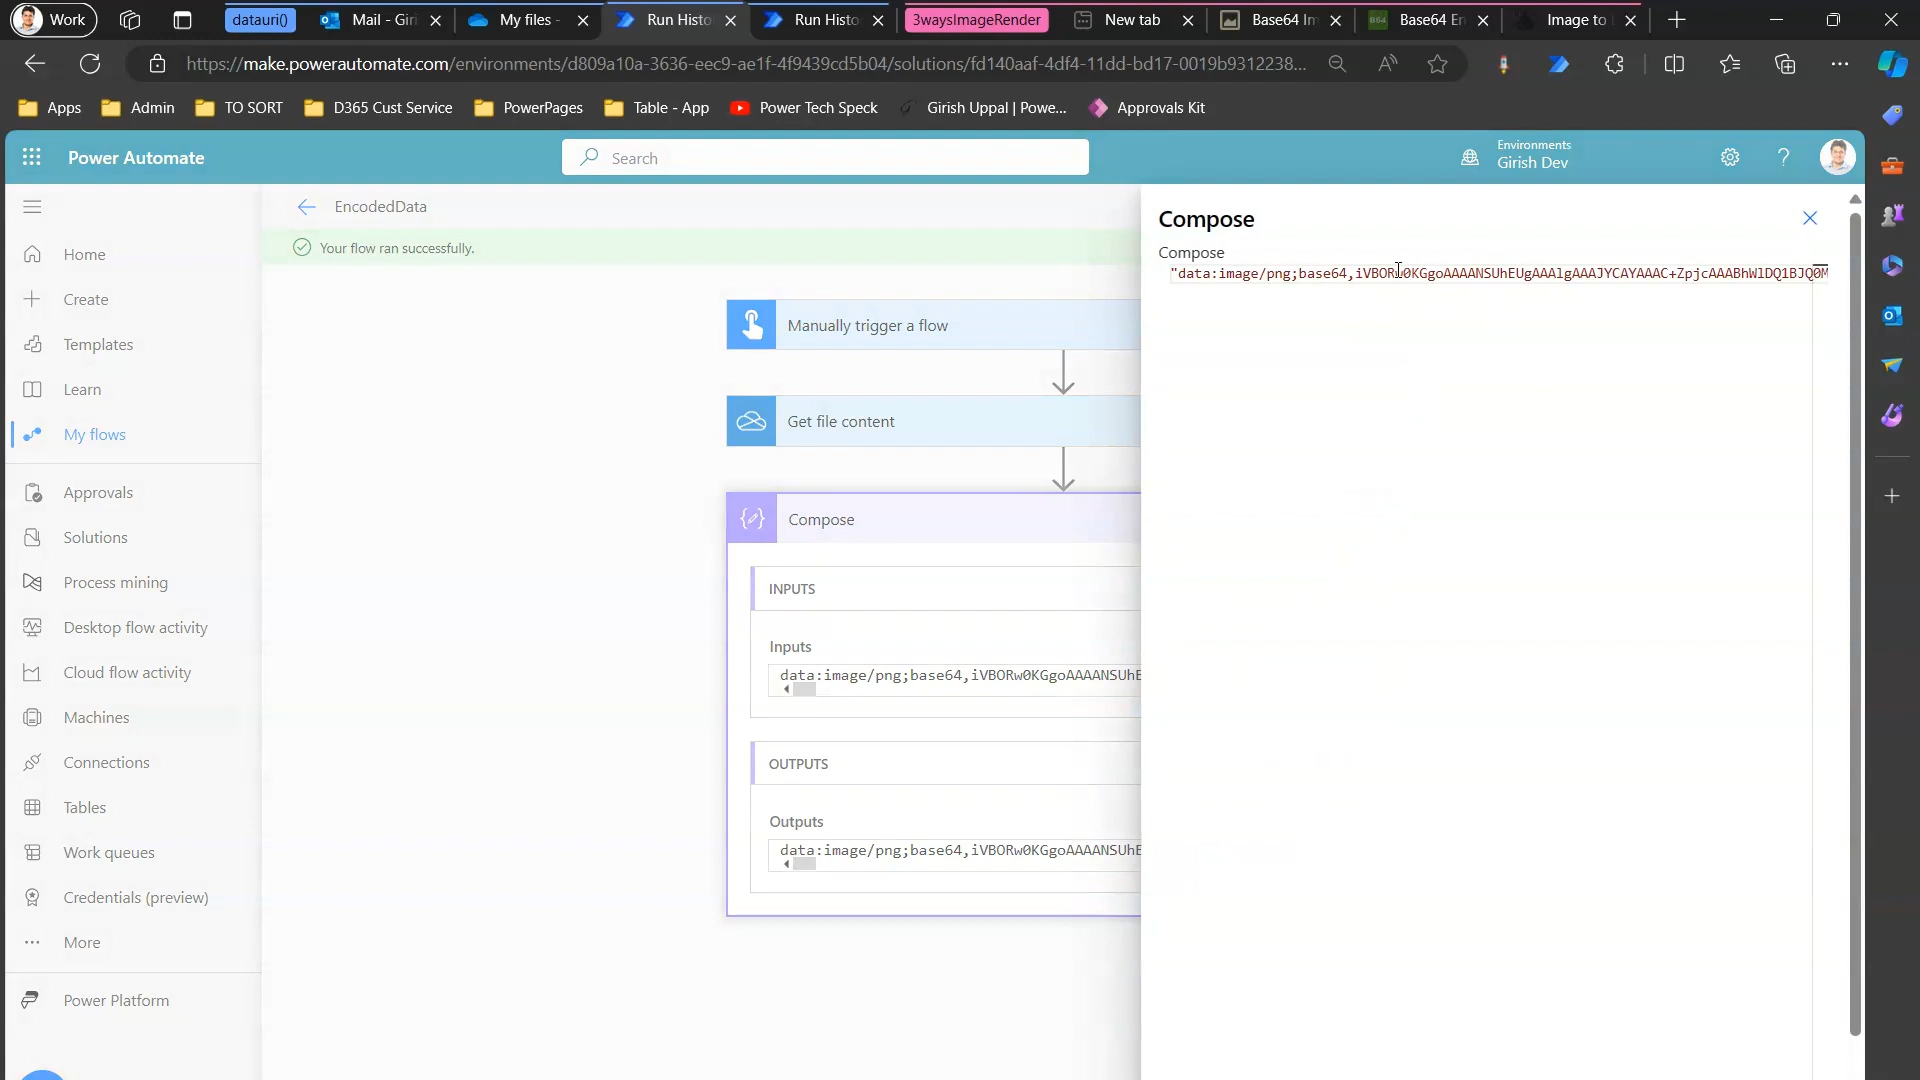 Work
datauri()
Mail - Giri
My files -
Run Histo
Run Histo
3waysImageRender
New tab
Base64 Im
Base64 En
Image to
https://make.powerautomate.com/environments/d809a10a-3636-eec9-ae1f-4f9439cd5b04/solutions/fd140aaf-4df4-11dd-bd17-0019b9312238...
Apps
Admin
TO SORT
D365 Cust Service
PowerPages
Table - App
Power Tech Speck
Girish Uppal | Powe...
Approvals Kit
Power Automate
Search
Environments
Girish Dev
Home
Create
Templates
Learn
My flows
Approvals
Solutions
Process mining
Desktop flow activity
Cloud flow activity
Machines
Connections
Tables
Work queues
Credentials (preview)
More
Power Platform
EncodedData
Your flow ran successfully.
Manually trigger a flow
Get file content
Compose
INPUTS
Inputs
data:image/png;base64,iVBORw0KGgoAAAANSUhE
OUTPUTS
Outputs
data:image/png;base64,iVBORw0KGgoAAAANSUhE
Compose
Compose
"data:image/png;base64,iVBORw0KGgoAAAANSUhEUgAAAlgAAAJYCAYAAAC+ZpjcAAABhWlDQ1BJQ0M